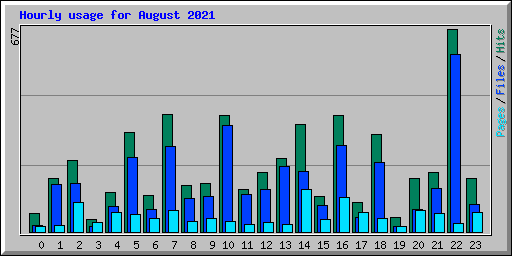 Hourly usage for August 2021
677
Pages / Files / Hits
0 1 2 3 4 5 6 7 8 9 10 11 12 13 14 15 16 17 18 19 20 21 22 23